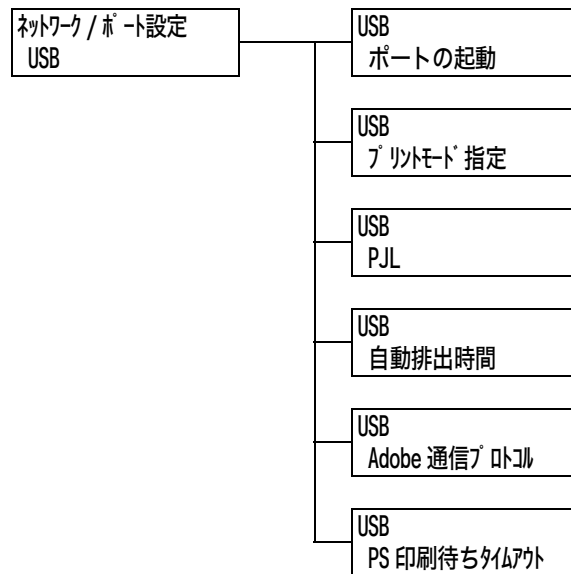 ﾈｯﾄﾜｰｸ / ﾎﾟｰﾄ設定
USB
USB
ポートの起動
USB
ﾌﾟﾘﾝﾄﾓｰﾄﾞ指定
USB
PJL
USB
自動排出時間
USB
Adobe 通信ﾌﾟﾛﾄｺﾙ
USB
PS 印刷待ちﾀｲﾑｱｳﾄ